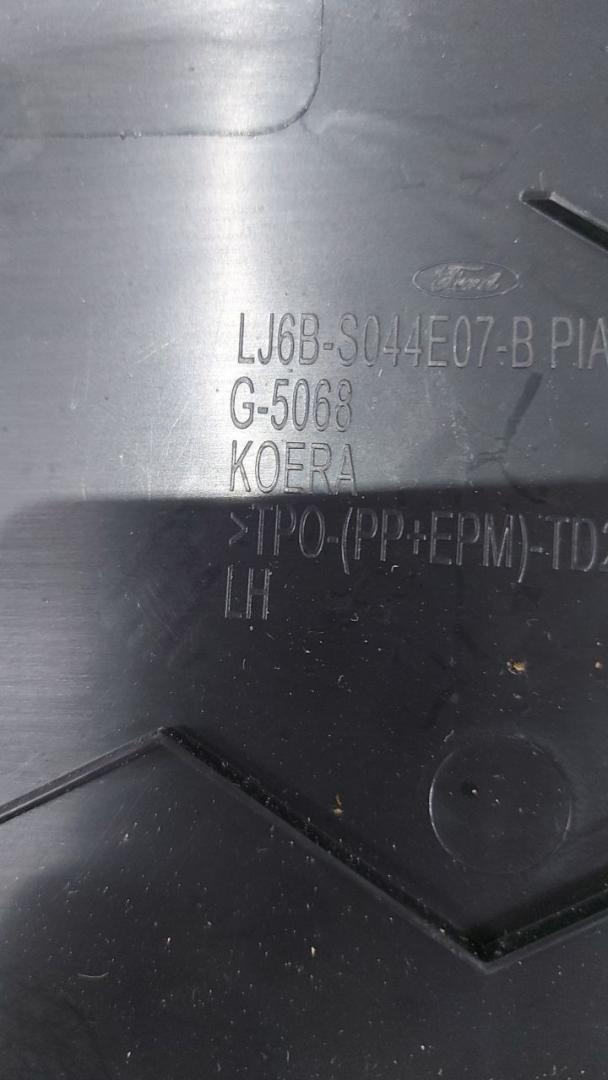 Ford
LJ6B-S044E07-B PIA
G-5068
KOERA
>TPO-(PP+EPM)-TD2
LH